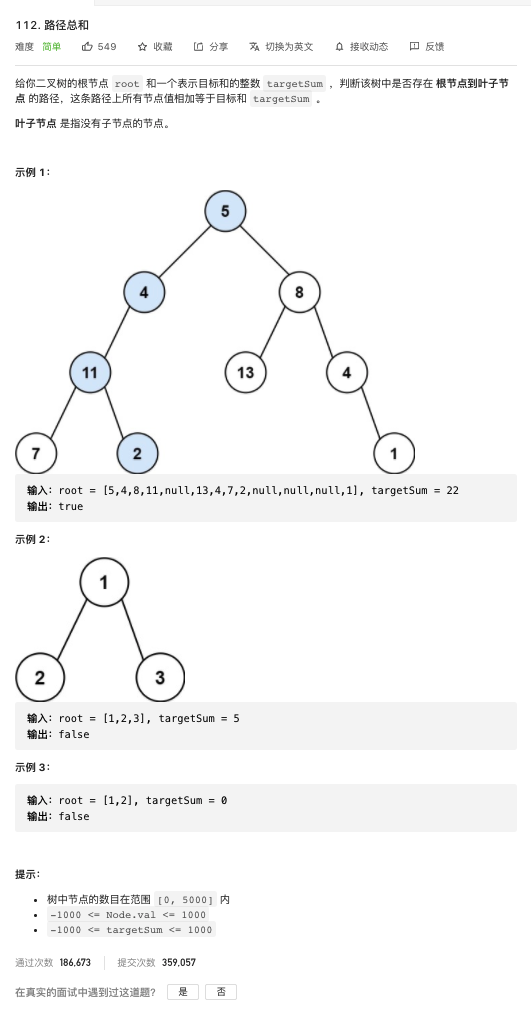 112. 路径总和
难度 简单 549 收藏 分享 切换为英文 接收动态 反馈
给你二叉树的根节点 root 和一个表示目标和的整数 targetSum ，判断该树中是否存在 根节点到叶子节
点 的路径，这条路径上所有节点值相加等于目标和 targetSum 。
叶子节点 是指没有子节点的节点。
示例 1：
5
4 8
11 13 4
7 2 1
输入：root = [5,4,8,11,null,13,4,7,2,null,null,null,1], targetSum = 22
输出：true
示例 2：
1
2 3
输入：root = [1,2,3], targetSum = 5
输出：false
示例 3：
输入：root = [1,2], targetSum = 0
输出：false
提示：
• 树中节点的数目在范围 [0, 5000] 内
• -1000 <= Node.val <= 1000
• -1000 <= targetSum <= 1000
通过次数 186,673 提交次数 359,057
在真实的面试中遇到过这道题？ 是 否